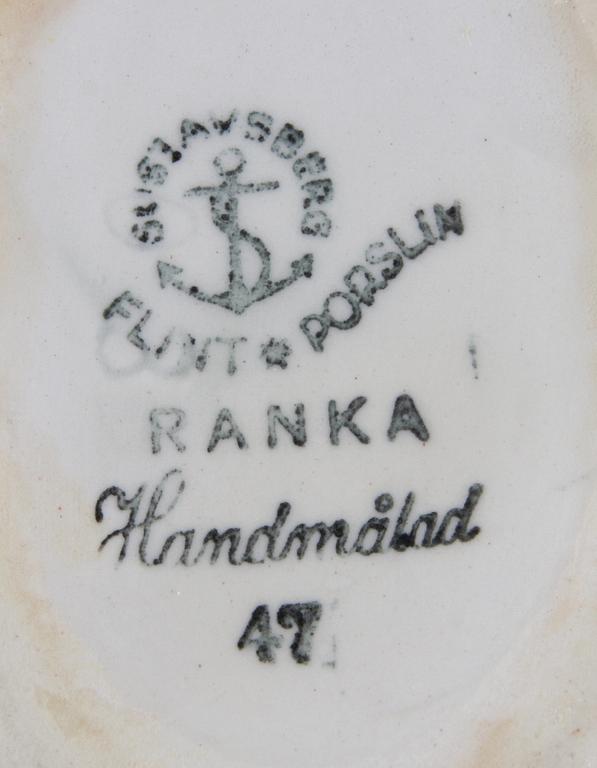 GUSTAVSBERG
FLINT * PORSLIN
RANKA
Handmålad
47